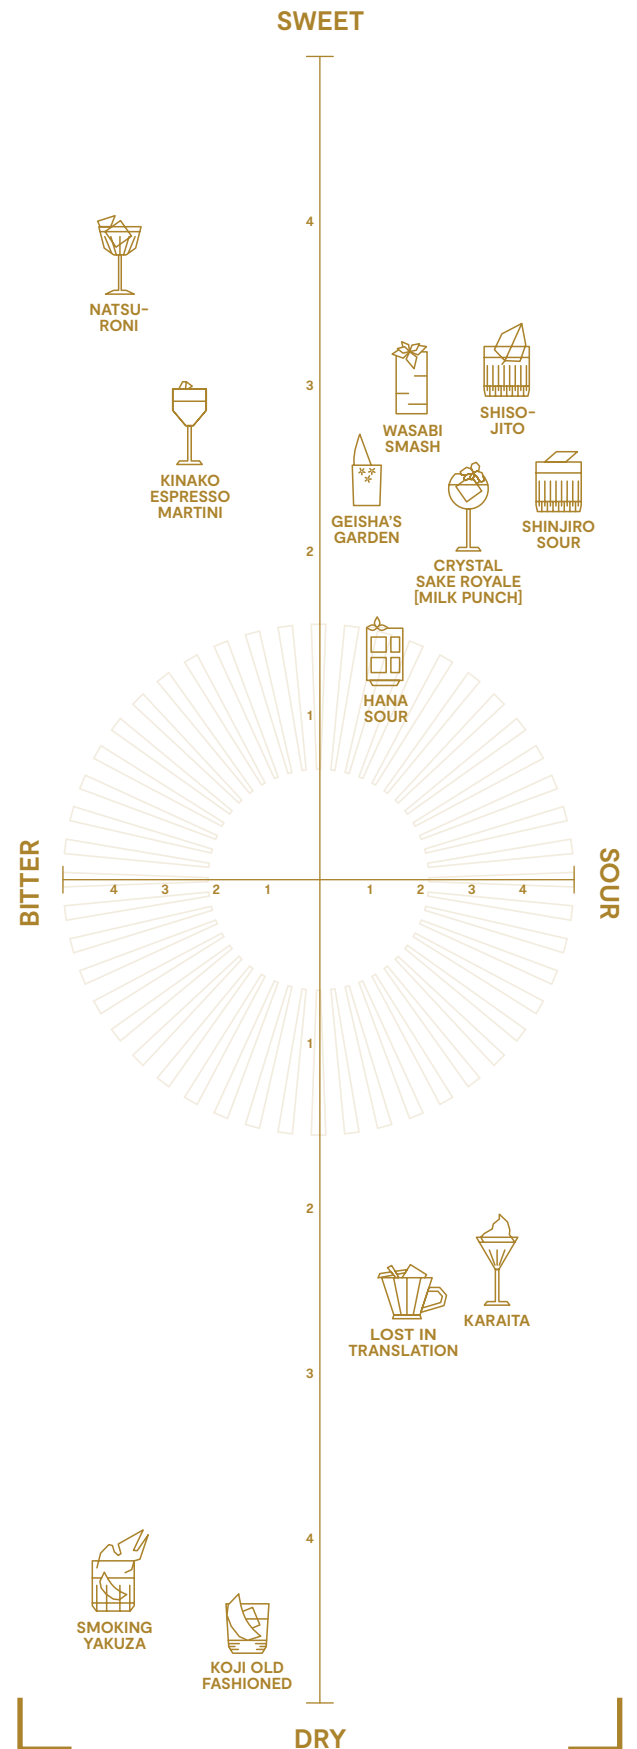 SWEET
4
NATSU-
RONI
3
WASABI
SMASH
SHISO-
JITO
KINAKO
ESPRESSO
MARTINI
GEISHA'S
GARDEN
SHINJIRO
SOUR
2
CRYSTAL
SAKE ROYALE
[MILK PUNCH]
HANA
SOUR
1
BITTER
4 3 2 1 1 2 3 4
SOUR
1
2
KARAITA
LOST IN
TRANSLATION
3
4
SMOKING
YAKUZA
KOJI OLD
FASHIONED
DRY